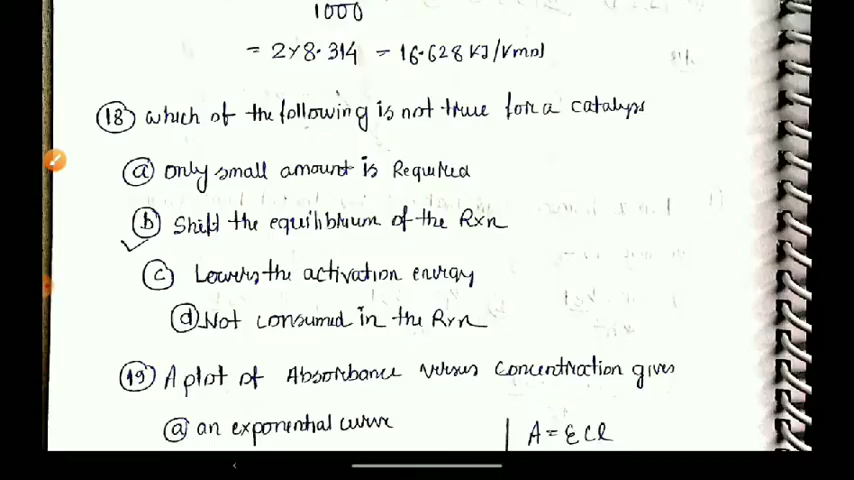 1000
= 2×8.314 = 16.628 KJ/Kmol
18 which of the following is not true for a catalyst
a only small amount is Required
b Shift the equilibrium of the Rxn
c Lowers the activation energy
d Not consumed in the Rxn
19 A plot of Absorbance versus concentration gives
a an exponential curve
A = ε C l